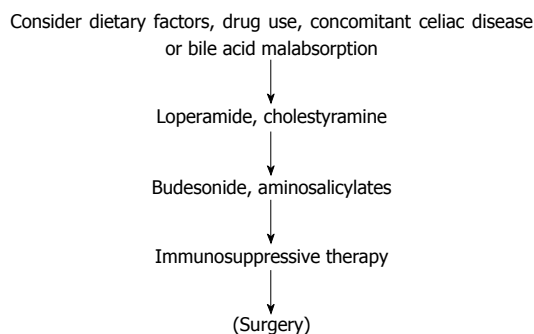 Consider dietary factors, drug use, concomitant celiac disease
or bile acid malabsorption
Loperamide, cholestyramine
Budesonide, aminosalicylates
Immunosuppressive therapy
(Surgery)